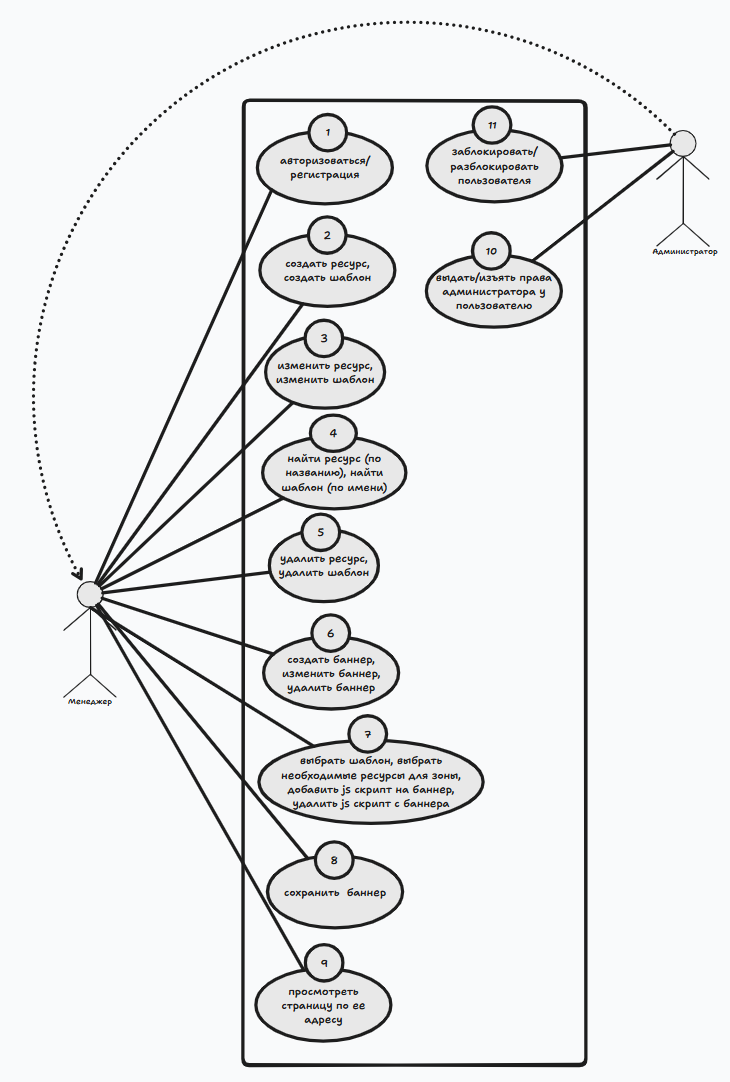 1
авторизоваться/
регистрация
2
создать ресурс,
создать шаблон
3
изменить ресурс,
изменить шаблон
4
найти ресурс (по
названию), найти
шаблон (по имени)
5
удалить ресурс,
удалить шаблон
6
создать баннер,
изменить баннер,
удалить баннер
7
выбрать шаблон, выбрать
необходимые ресурсы для зоны,
добавить js скрипт на баннер,
удалить js скрипт с баннера
8
сохранить баннер
9
просмотреть
страницу по ее
адресу
11
заблокировать/
разблокировать
пользователя
10
выдать/изъять права
администратора у
пользователю
Администратор
Менеджер